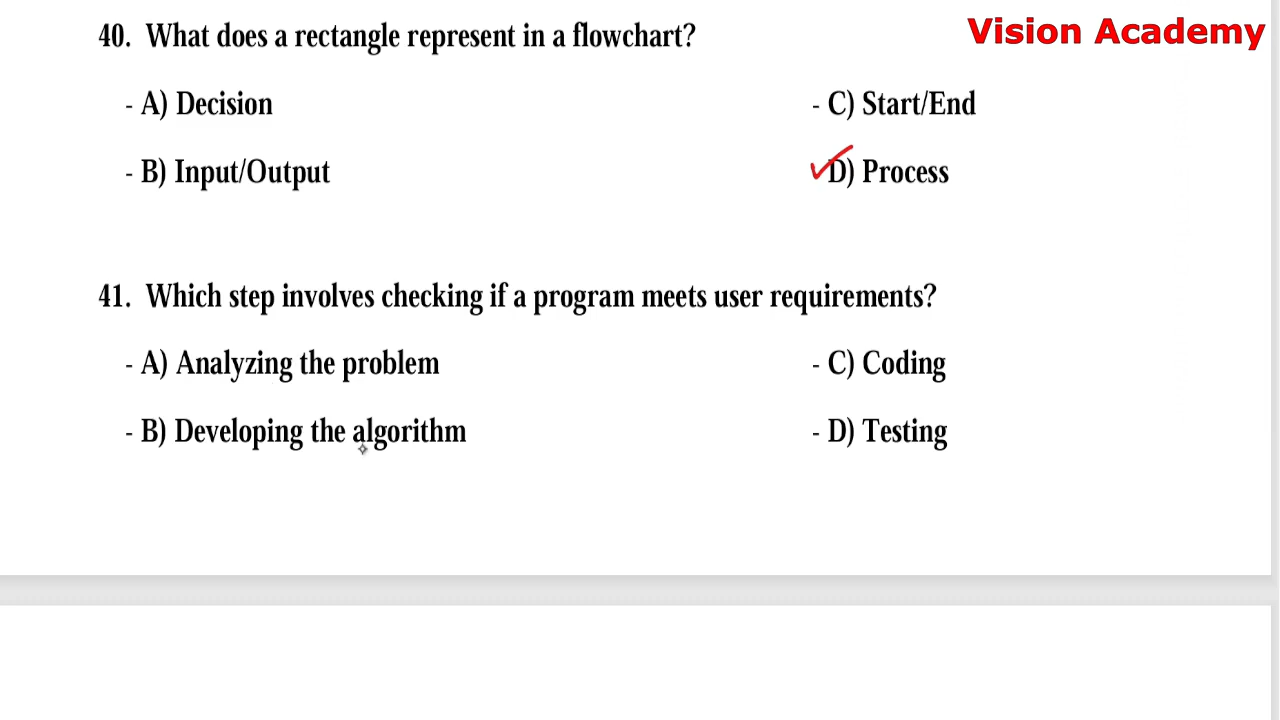 Vision Academy
40. What does a rectangle represent in a flowchart?
- A) Decision
- B) Input/Output
- C) Start/End
D) Process
41. Which step involves checking if a program meets user requirements?
- A) Analyzing the problem
- B) Developing the algorithm
- C) Coding
- D) Testing